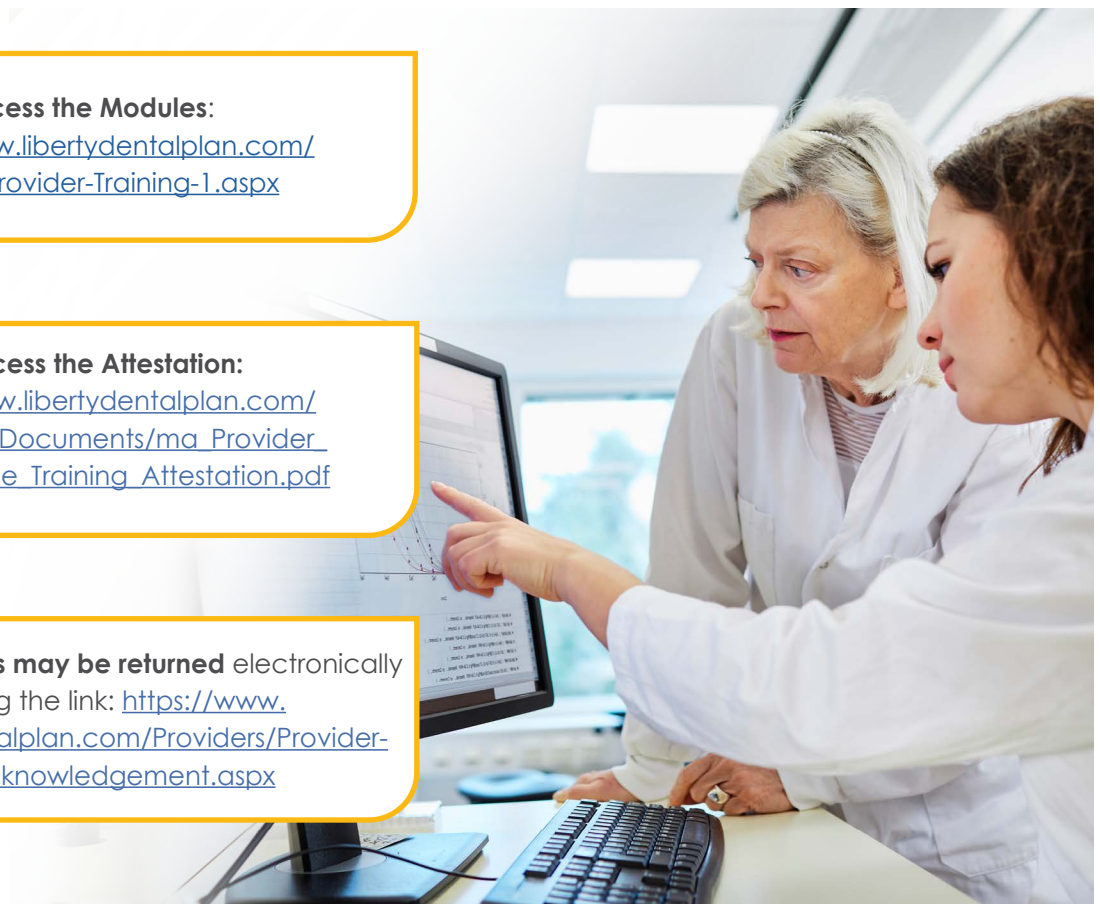 cess the Modules:
w.libertydentalplan.com/
rovider-Training-1.aspx
cess the Attestation:
w.libertydentalplan.com/
Documents/ma_Provider_
e_Training_Attestation.pdf
s may be returned electronically
g the link: https://www.
alplan.com/Providers/Provider-
knowledgement.aspx